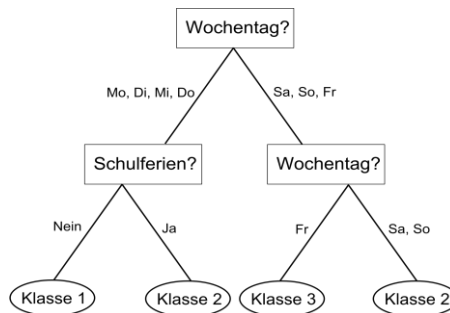 Wochentag?
Mo, Di, Mi, Do
Sa, So, Fr
Schulferien?
Wochentag?
Nein
Ja
Fr
Sa, So
Klasse 1
Klasse 2
Klasse 3
Klasse 2